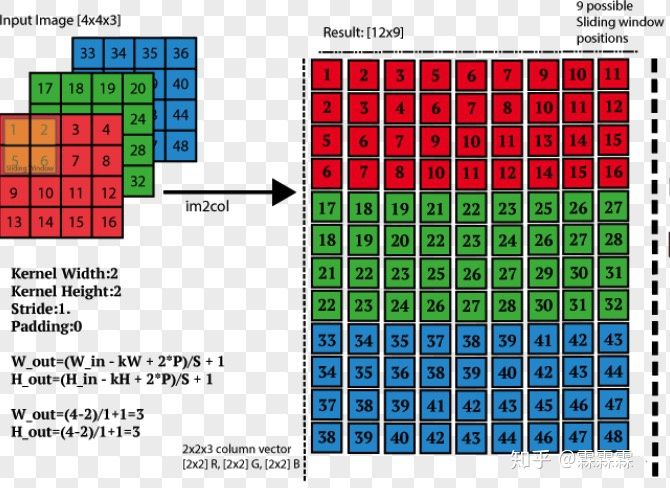 Input Image [4x4x3]
33 34 35 36
40
44
48
17 18 19 20
24
28
32
1 2 3 4
5 6 7 8
Sliding Window
9 10 11 12
13 14 15 16
im2col
Kernel Width:2
Kernel Height:2
Stride:1.
Padding:0
W_out=(W_in - kW + 2*P)/S + 1
H_out=(H_in - kH + 2*P)/S + 1
W_out=(4-2)/1+1=3
H_out=(4-2)/1+1=3
2x2x3 column vector
[2x2] R, [2x2] G, [2x2] B
Result: [12x9]
9 possible
Sliding window
positions
1 2 3 5 6 7 9 10 11
2 3 4 6 7 8 10 11 12
5 6 7 9 10 11 13 14 15
6 7 8 10 11 12 14 15 16
17 18 19 21 22 23 25 26 27
18 19 20 22 23 24 26 27 28
21 22 23 25 26 27 29 30 31
22 23 24 26 27 28 30 31 32
33 34 35 37 38 39 41 42 43
34 35 36 38 39 40 42 43 44
37 38 39 41 42 43 45 46 47
38 39 40 42 43 44 46 47 48
知乎 @霖霖霖